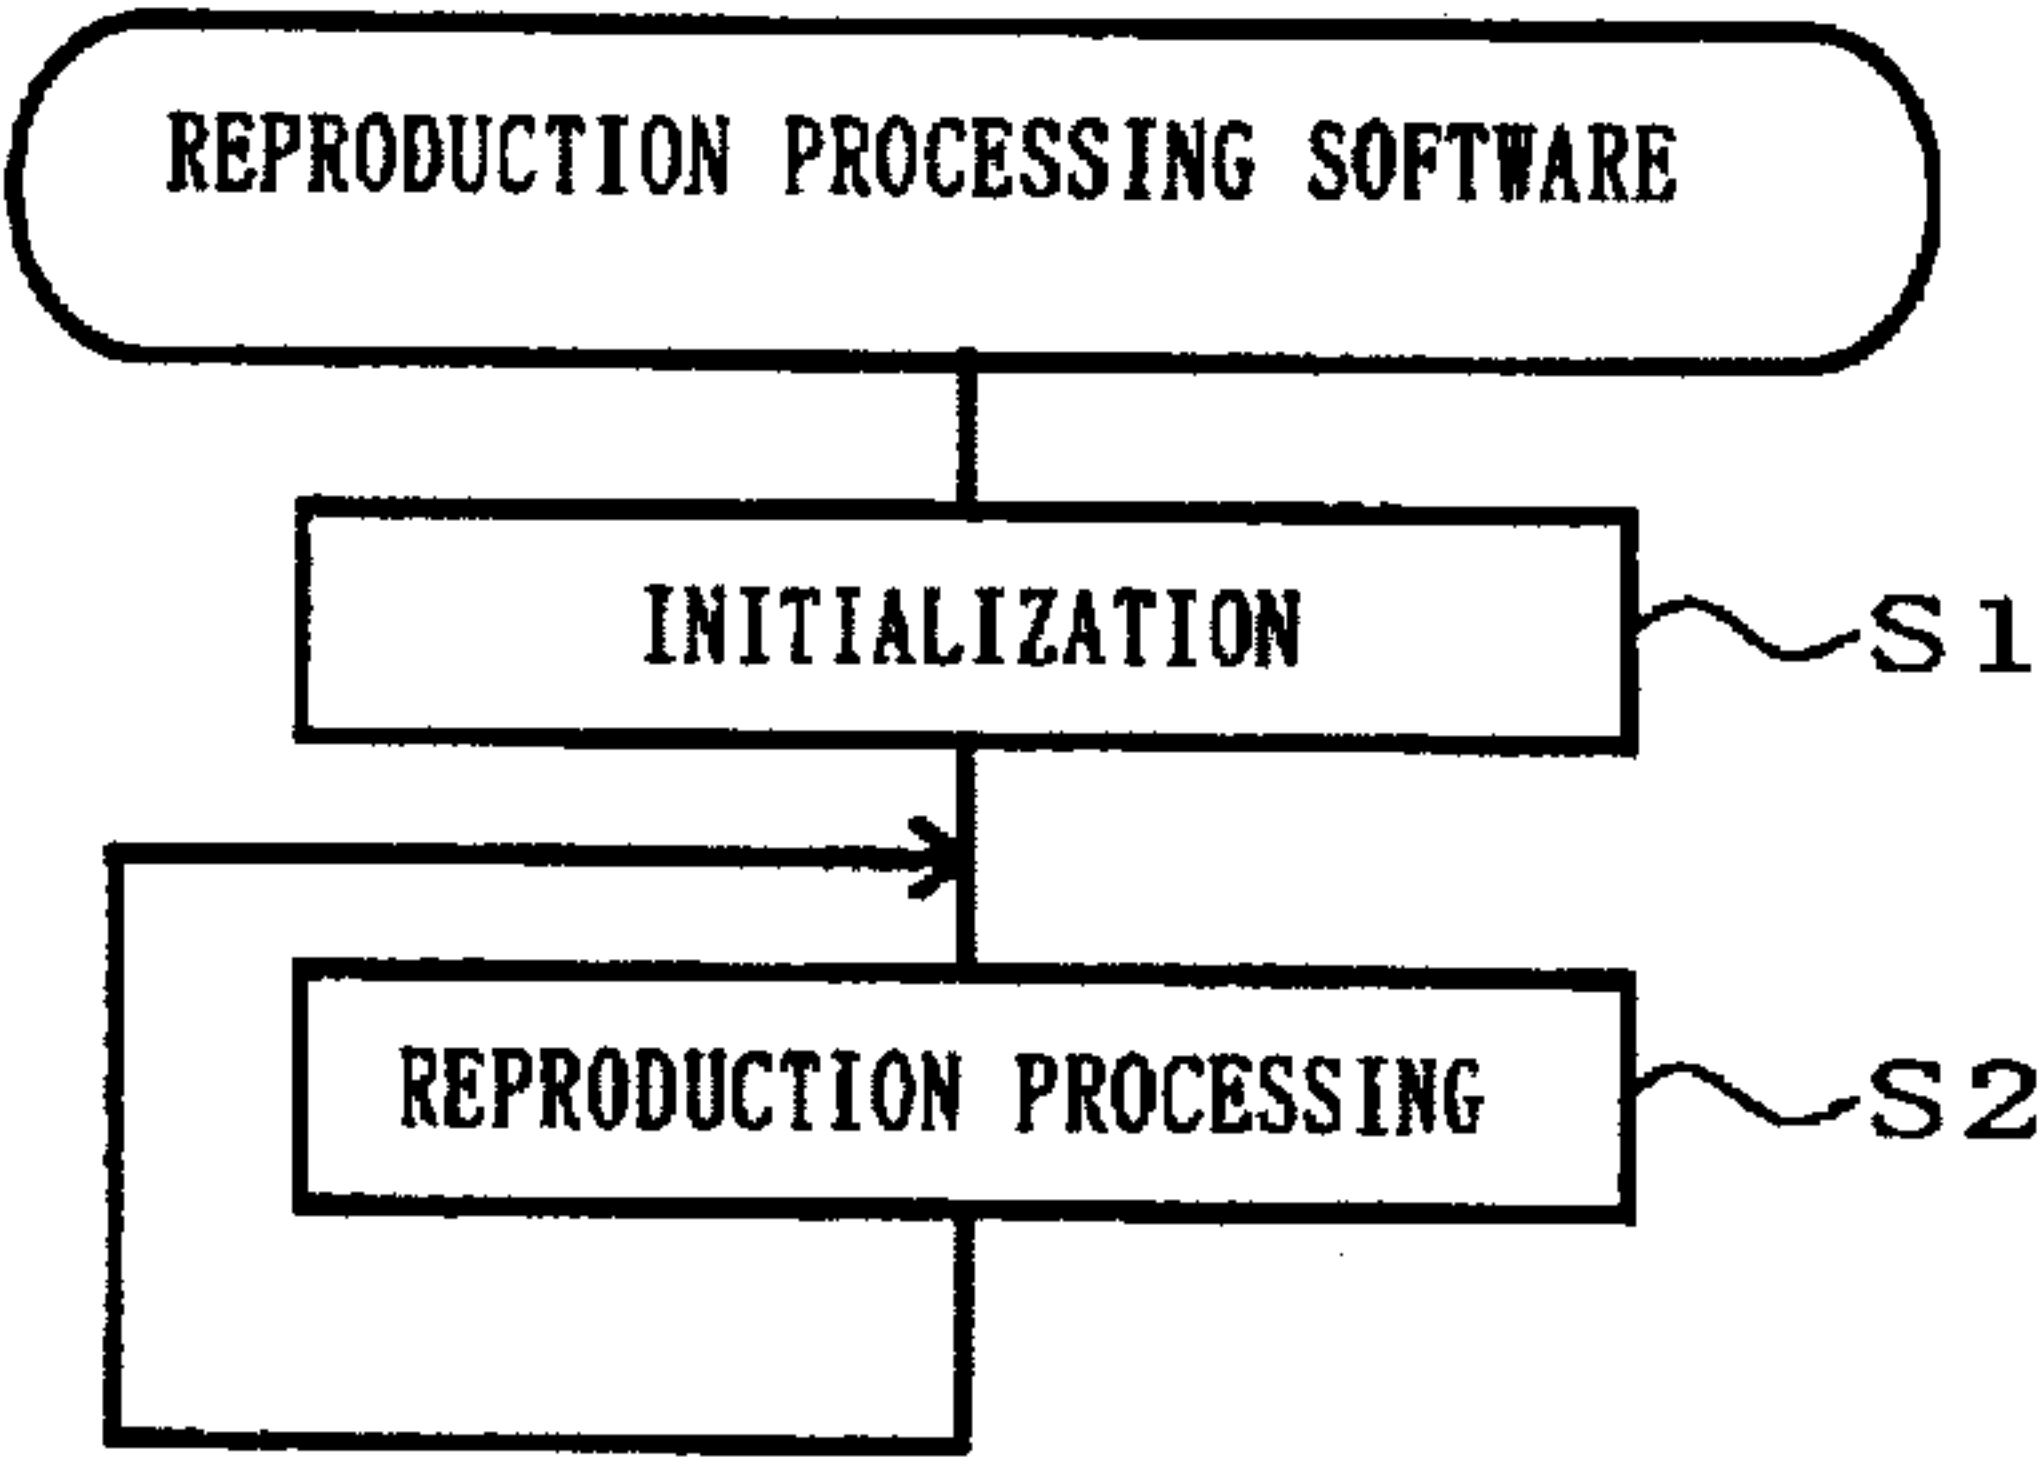 REPRODUCTION PROCESSING SOFTWARE
INITIALIZATION
S1
REPRODUCTION PROCESSING
S2